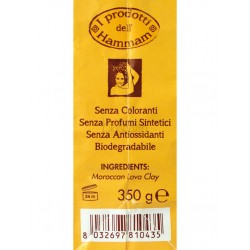 I prodotti
dell'
Hammam
Senza Coloranti
Senza Profumi Sintetici
Senza Antiossidanti
Biodegradabile
INGREDIENTS:
Moroccan Lava Clay
24 m
350 g e
8 032697 810435